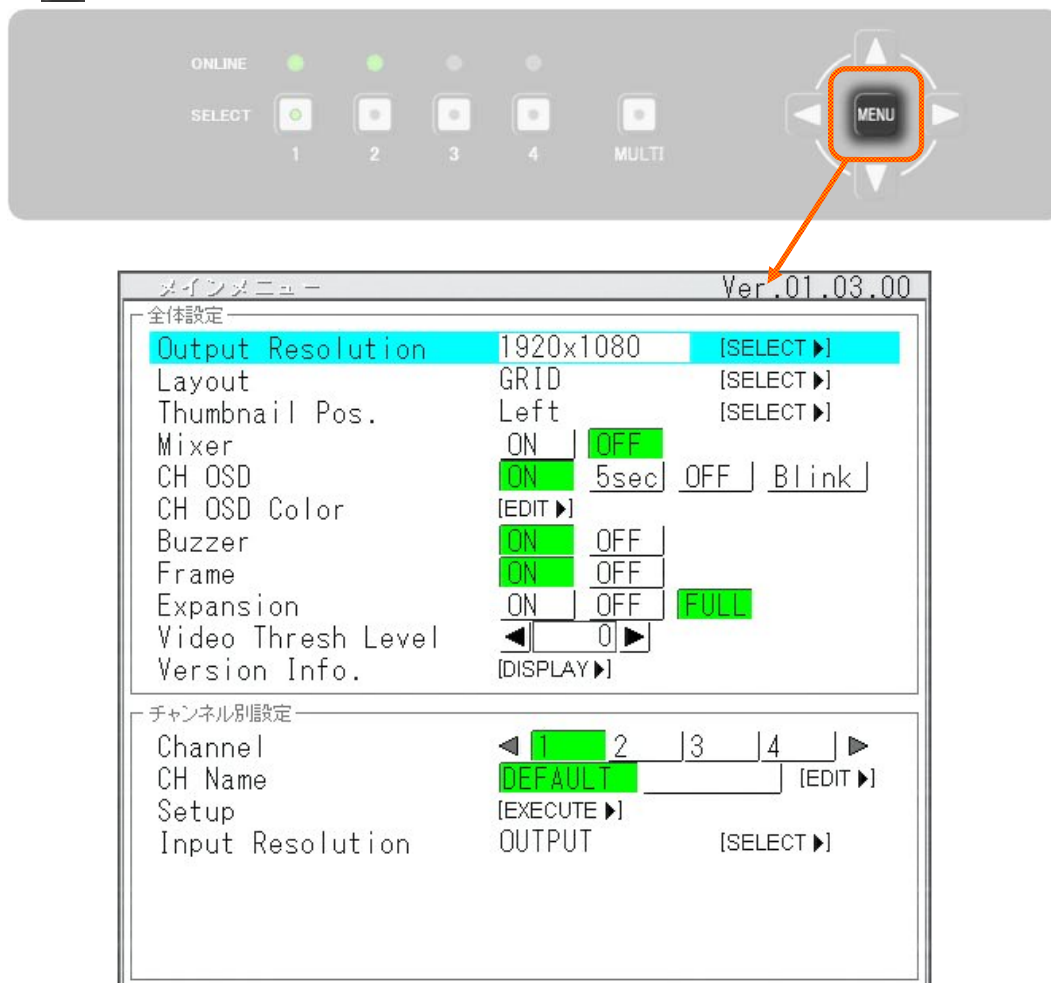 ONLINE
SELECT
1 2 3 4 MULTI
MENU
メインメニュー Ver.01.03.00
全体設定
Output Resolution 1920x1080 [SELECT ▶]
Layout GRID [SELECT ▶]
Thumbnail Pos. Left [SELECT ▶]
Mixer ON OFF
CH OSD ON 5sec OFF Blink
CH OSD Color [EDIT ▶]
Buzzer ON OFF
Frame ON OFF
Expansion ON OFF FULL
Video Thresh Level ◀ 0 ▶
Version Info. [DISPLAY ▶]
チャンネル別設定
Channel ◀ 1 2 3 4 ▶
CH Name DEFAULT [EDIT ▶]
Setup [EXECUTE ▶]
Input Resolution OUTPUT [SELECT ▶]